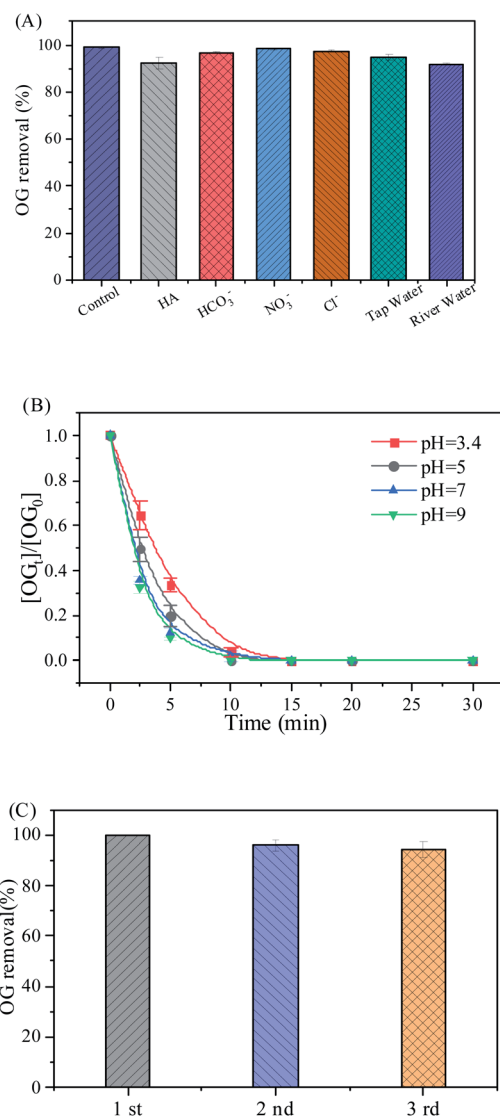 (A)
OG removal (%)
100
80
60
40
20
0
Control
HA
HCO₃⁻
NO₃⁻
Cl⁻
Tap Water
River Water
(B)
[OGₜ]/[OG₀]
1.0
0.8
0.6
0.4
0.2
0.0
pH=3.4
pH=5
pH=7
pH=9
0 5 10 15 20 25 30
Time (min)
(C)
OG removal(%)
100
80
60
40
20
0
1 st 2 nd 3 rd